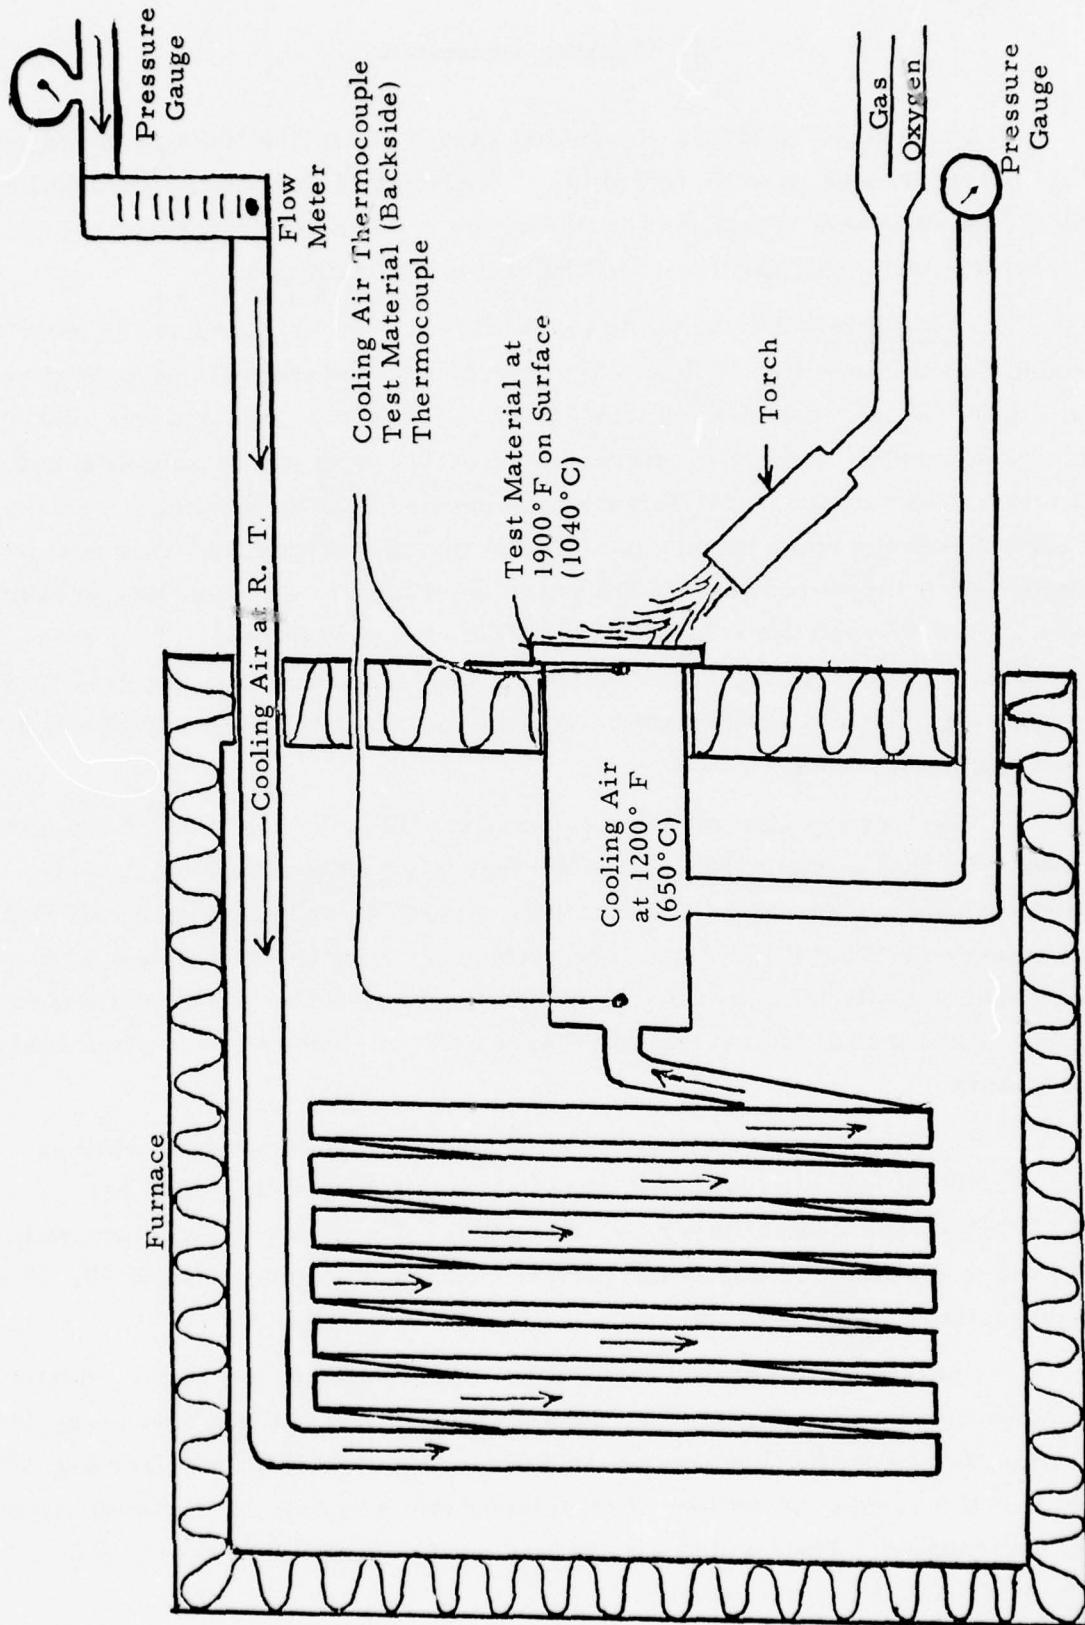 Pressure
Gauge
Flow
Meter
Cooling Air Thermocouple
Test Material (Backside)
Thermocouple
Cooling Air at R. T.
Test Material at
1900°F on Surface
(1040°C)
Torch
Gas
Oxygen
Pressure
Gauge
Cooling Air
at 1200° F
(650°C)
Furnace